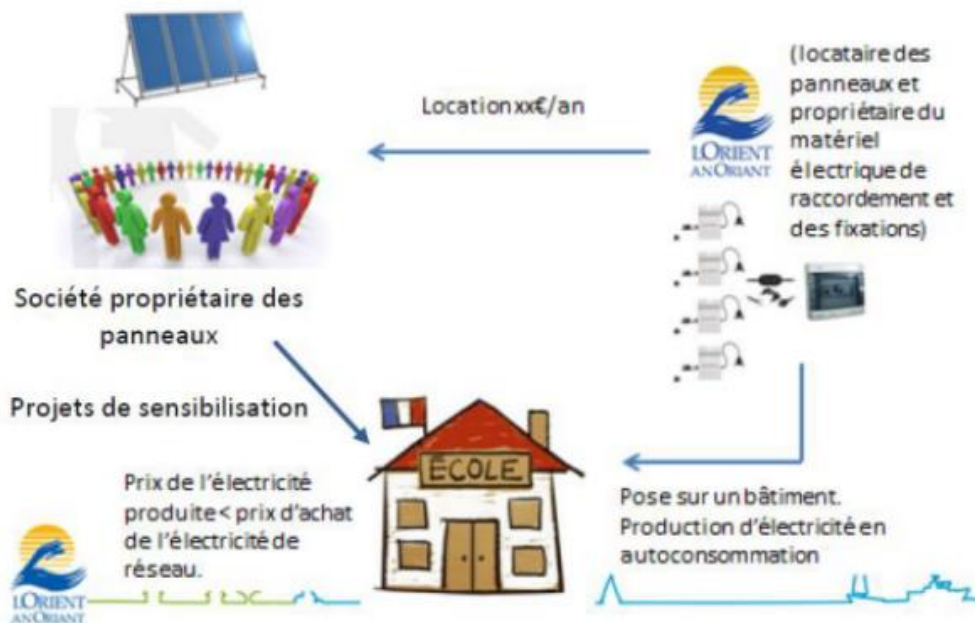 Location xx€/an
LORIENT
AN ORIANT
(locataire des
panneaux et
propriétaire du
matériel
électrique de
raccordement et
des fixations)
Société propriétaire des
panneaux
Projets de sensibilisation
ÉCOLE
Prix de l'électricité
produite < prix d'achat
de l'électricité de
réseau.
Pose sur un bâtiment.
Production d'électricité en
autoconsommation
LORIENT
AN ORIANT